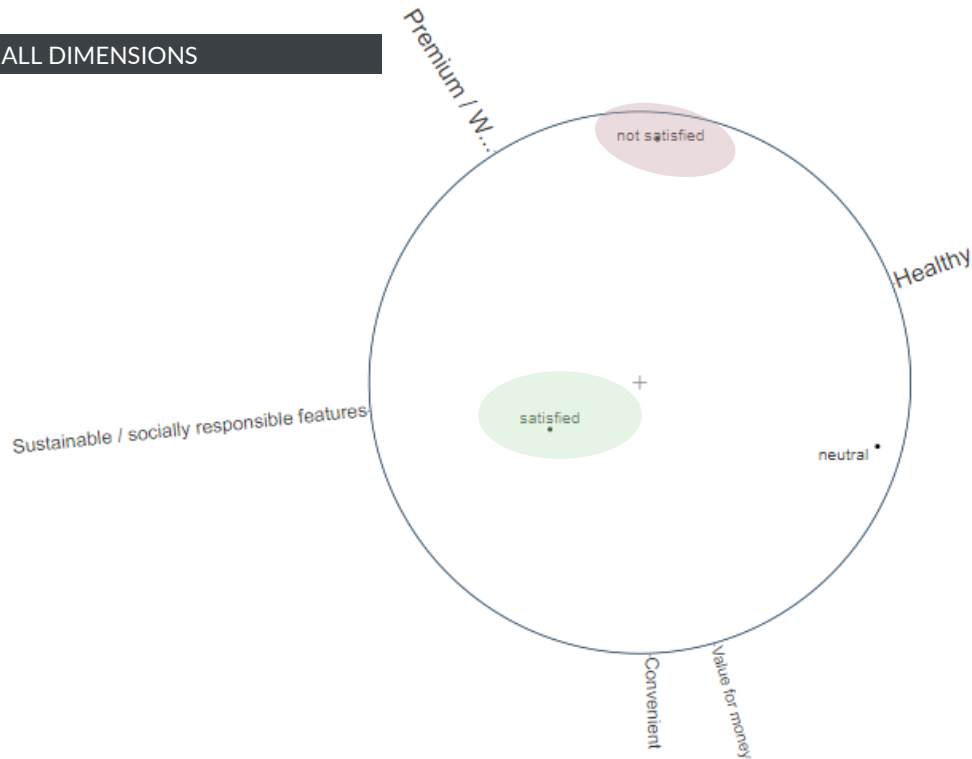 ALL DIMENSIONS
Premium / W....
not satisfied
Healthy
satisfied
neutral
Sustainable / socially responsible features
Convenient
Value for money